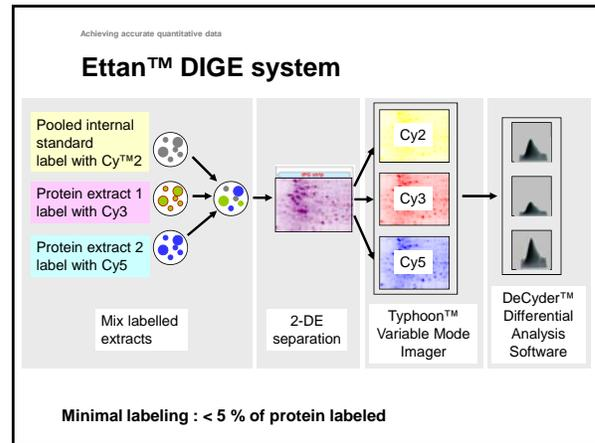 Achieving accurate quantitative data
Ettan™ DIGE system
Pooled internal
standard
label with Cy™2
Protein extract 1
label with Cy3
Protein extract 2
label with Cy5
IPG strip
Cy2
Cy3
Cy5
Mix labelled
extracts
2-DE
separation
Typhoon™
Variable Mode
Imager
DeCyder™
Differential
Analysis
Software
Minimal labeling : < 5 % of protein labeled